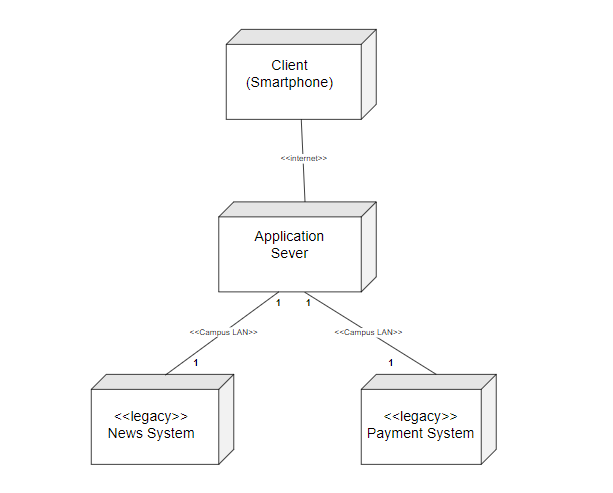 Client
(Smartphone)
<<internet>>
Application
Sever
1
1
<<Campus LAN>>
<<Campus LAN>>
1
1
<<legacy>>
News System
<<legacy>>
Payment System